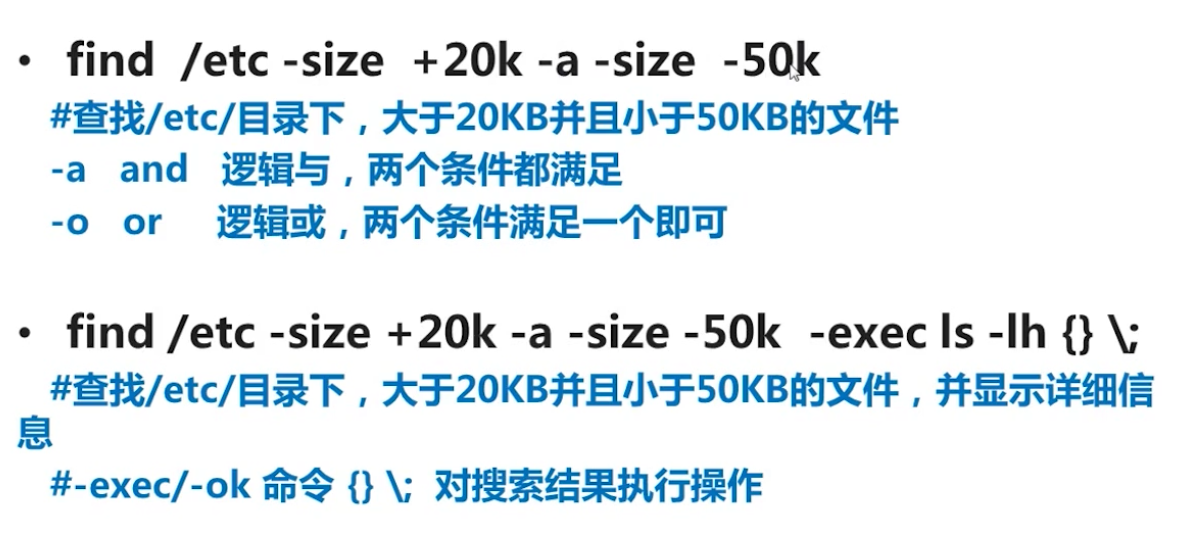 • find /etc -size +20k -a -size -50k
#查找/etc/目录下，大于20KB并且小于50KB的文件
-a and 逻辑与，两个条件都满足
-o or 逻辑或，两个条件满足一个即可
• find /etc -size +20k -a -size -50k -exec ls -lh {} \;
#查找/etc/目录下，大于20KB并且小于50KB的文件，并显示详细信
息
#-exec/-ok 命令 {} \; 对搜索结果执行操作